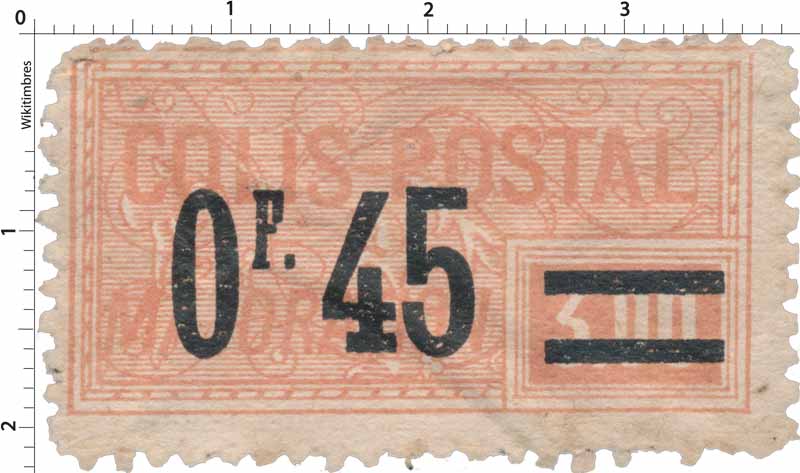 0 1 2 3
Wikitimbres
1
2
COLIS POSTAL
0F.45